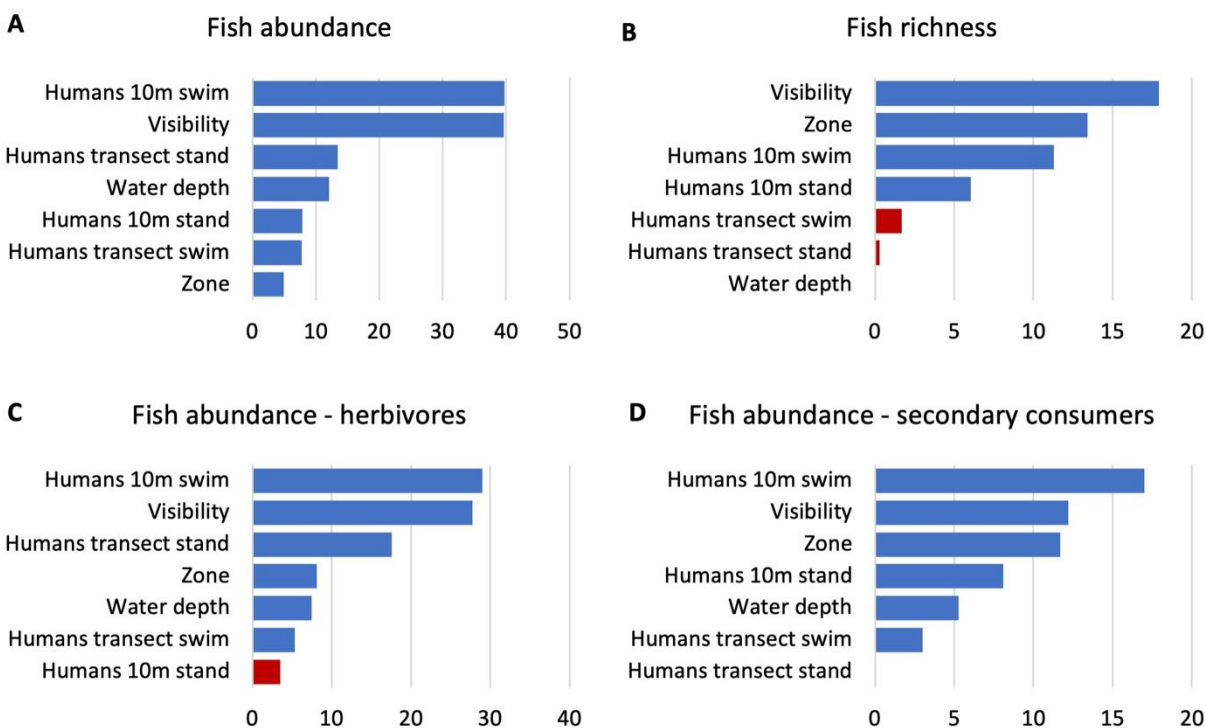 A
Fish abundance
Humans 10m swim
Visibility
Humans transect stand
Water depth
Humans 10m stand
Humans transect swim
Zone
0 10 20 30 40 50
B
Fish richness
Visibility
Zone
Humans 10m swim
Humans 10m stand
Humans transect swim
Humans transect stand
Water depth
0 5 10 15 20
C
Fish abundance - herbivores
Humans 10m swim
Visibility
Humans transect stand
Zone
Water depth
Humans transect swim
Humans 10m stand
0 10 20 30 40
D
Fish abundance - secondary consumers
Humans 10m swim
Visibility
Zone
Humans 10m stand
Water depth
Humans transect swim
Humans transect stand
0 5 10 15 20